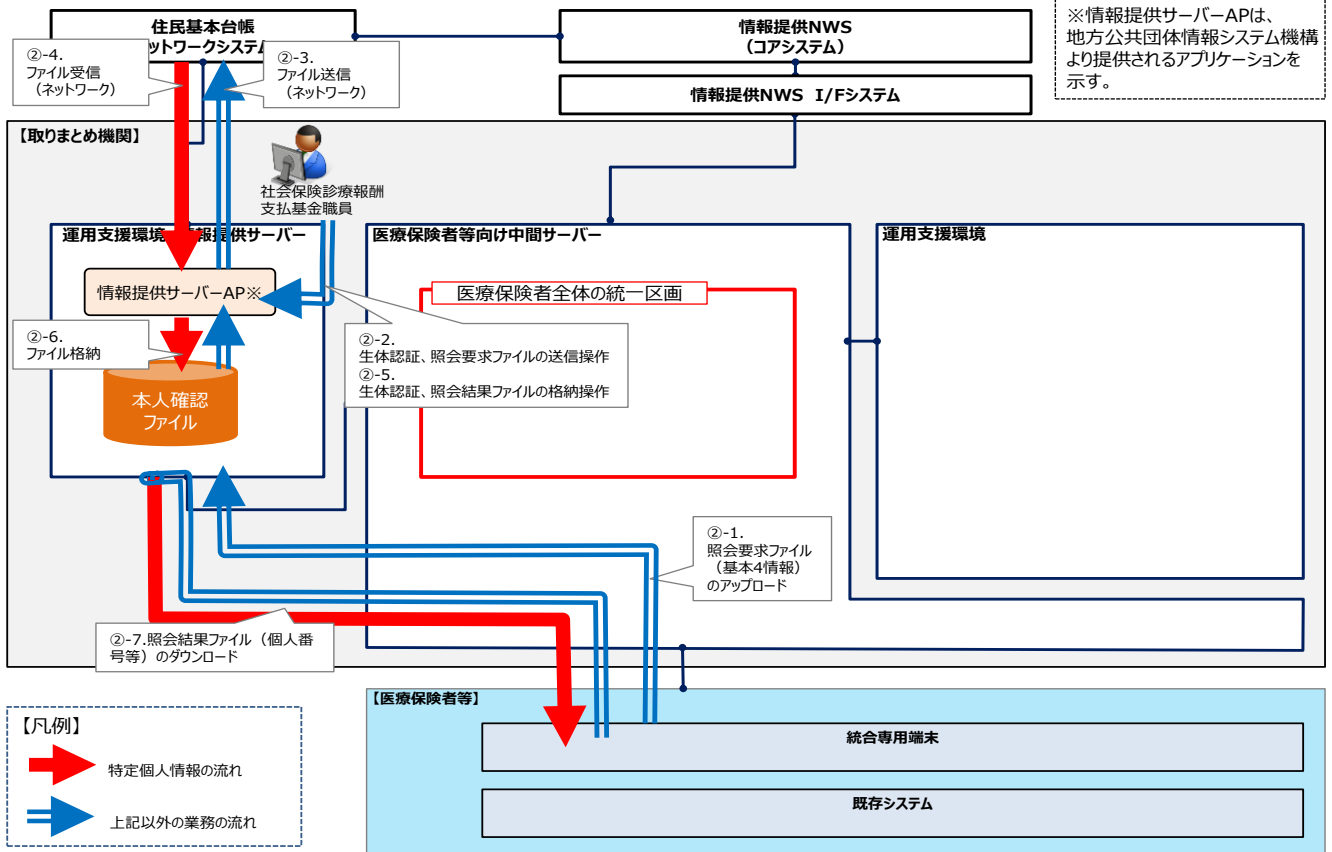 住民基本台帳
ットワークシステム
情報提供NWS
（コアシステム）
情報提供NWS I/Fシステム
※情報提供サーバーAPは、
地方公共団体情報システム機構
より提供されるアプリケーションを
示す。
②-4.
ファイル受信
（ネットワーク）
②-3.
ファイル送信
（ネットワーク）
【取りまとめ機関】
社会保険診療報酬
支払基金職員
運用支援環境
報提供サーバー
医療保険者等向け中間サーバー
運用支援環境
情報提供サーバーAP※
医療保険者全体の統一区画
②-6.
ファイル格納
②-2.
生体認証、照会要求ファイルの送信操作
②-5.
生体認証、照会結果ファイルの格納操作
本人確認
ファイル
②-1.
照会要求ファイル
（基本4情報）
のアップロード
②-7.照会結果ファイル（個人番
号等）のダウンロード
【医療保険者等】
統合専用端末
既存システム
【凡例】
特定個人情報の流れ
上記以外の業務の流れ